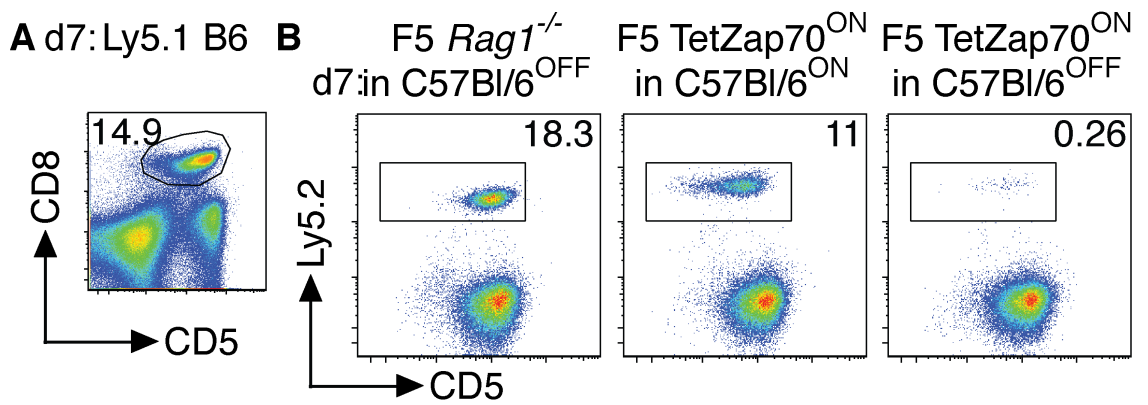 A d7: Ly5.1 B6
14.9
CD8
CD5
B
F5 Rag1-/-
d7:in C57Bl/6OFF
F5 TetZap70ON
in C57Bl/6ON
F5 TetZap70ON
in C57Bl/6OFF
18.3
11
0.26
Ly5.2
CD5